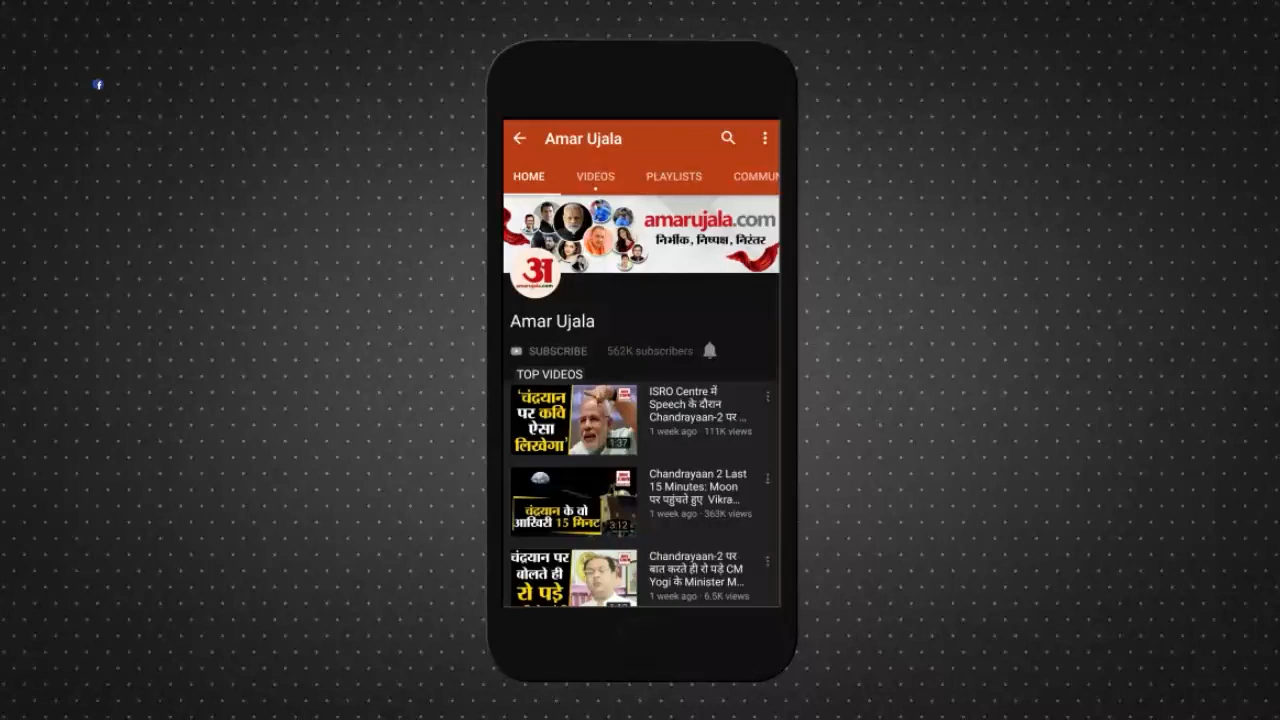 Amar Ujala
HOME VIDEOS PLAYLISTS COMMUN
amarujala.com
निर्भीक, निष्पक्ष, निरंतर
अ
amarujala.com
Amar Ujala
SUBSCRIBE 562K subscribers
TOP VIDEOS
'चंद्रयान
पर कवि
ऐसा
लिखेगा'
1:37
ISRO Centre में
Speech के दौरान
Chandrayaan-2 पर ...
1 week ago · 111K views
चंद्रयान के वो
आखिरी 15 मिनट
3:12
Chandrayaan 2 Last
15 Minutes: Moon
पर पहुंचते हुए Vikra...
1 week ago · 363K views
चंद्रयान पर
बोलते ही
रो पड़े
Chandrayaan-2 पर
बात करते ही रो पड़े CM
Yogi के Minister M...
1 week ago · 6.5K views